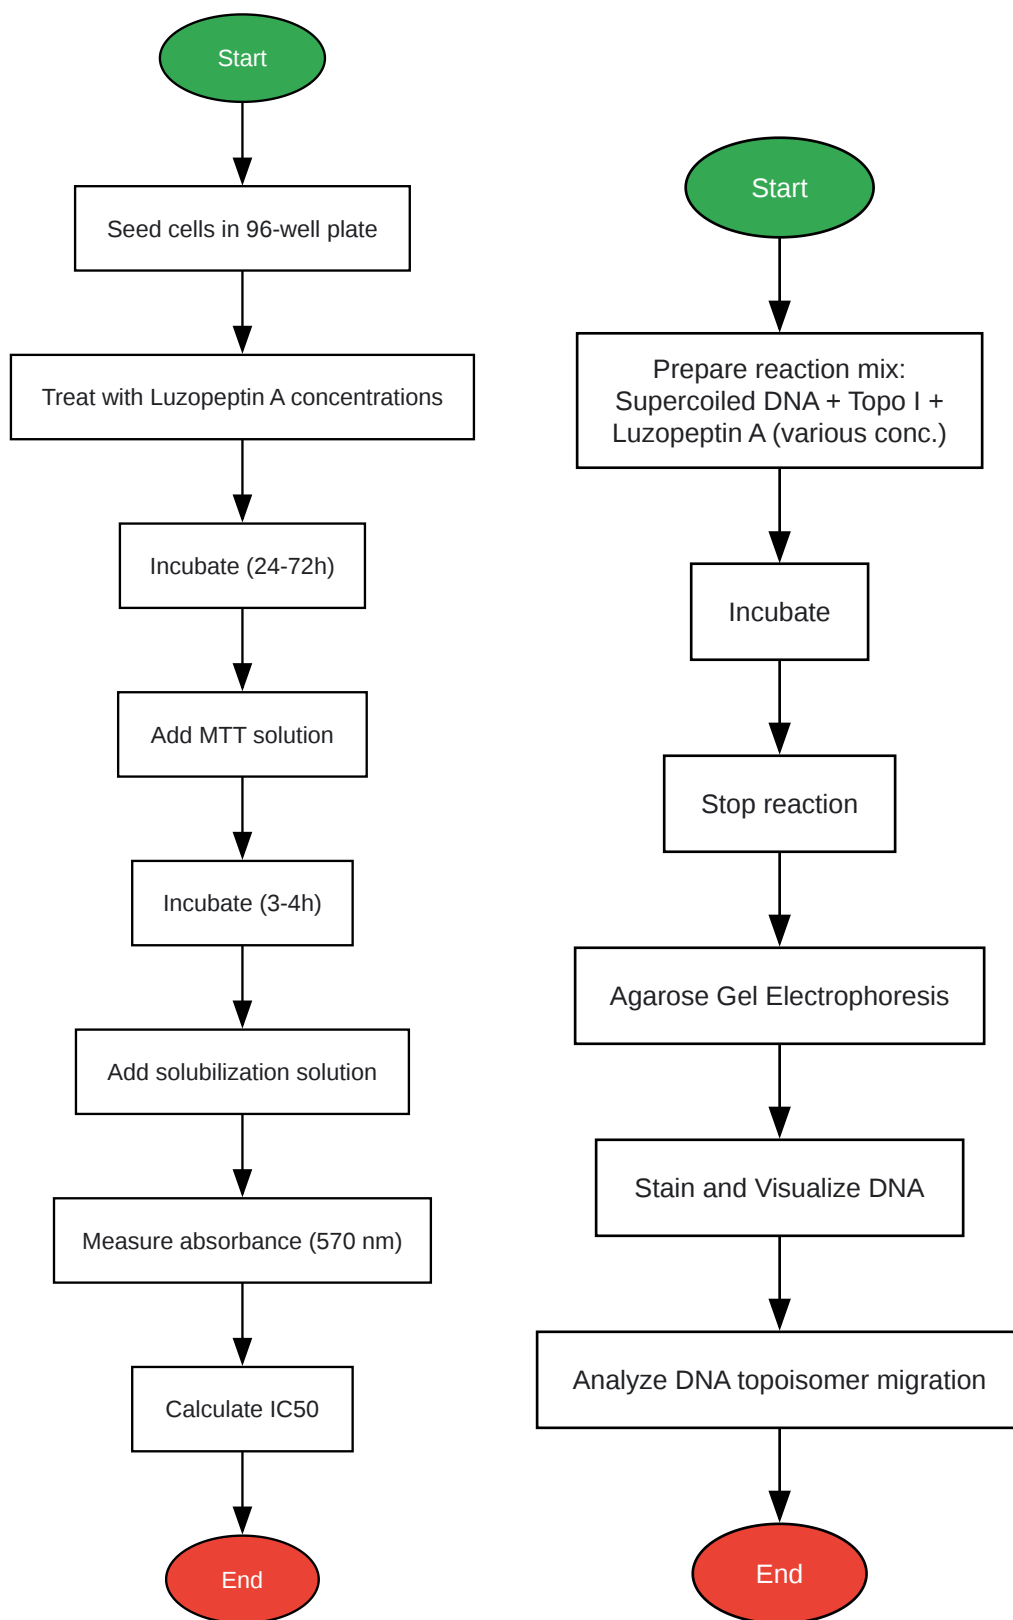 Start
Seed cells in 96-well plate
Treat with Luzopeptin A concentrations
Incubate (24-72h)
Add MTT solution
Incubate (3-4h)
Add solubilization solution
Measure absorbance (570 nm)
Calculate IC50
End
Start
Prepare reaction mix:
Supercoiled DNA + Topo I +
Luzopeptin A (various conc.)
Incubate
Stop reaction
Agarose Gel Electrophoresis
Stain and Visualize DNA
Analyze DNA topoisomer migration
End